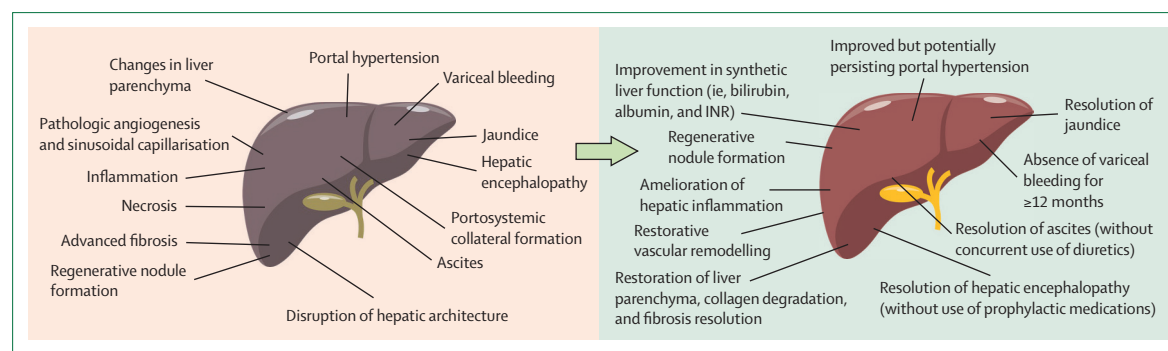 Changes in liver
parenchyma
Portal hypertension
Variceal bleeding
Pathologic angiogenesis
and sinusoidal capillarisation
Jaundice
Inflammation
Hepatic
encephalopathy
Necrosis
Portosystemic
collateral formation
Advanced fibrosis
Ascites
Regenerative nodule
formation
Disruption of hepatic architecture
Improved but potentially
persisting portal hypertension
Improvement in synthetic
liver function (ie, bilirubin,
albumin, and INR)
Resolution of
jaundice
Regenerative
nodule formation
Absence of variceal
bleeding for
≥12 months
Amelioration of
hepatic inflammation
Restorative
vascular remodelling
Resolution of ascites (without
concurrent use of diuretics)
Restoration of liver
parenchyma, collagen degradation,
and fibrosis resolution
Resolution of hepatic encephalopathy
(without use of prophylactic medications)